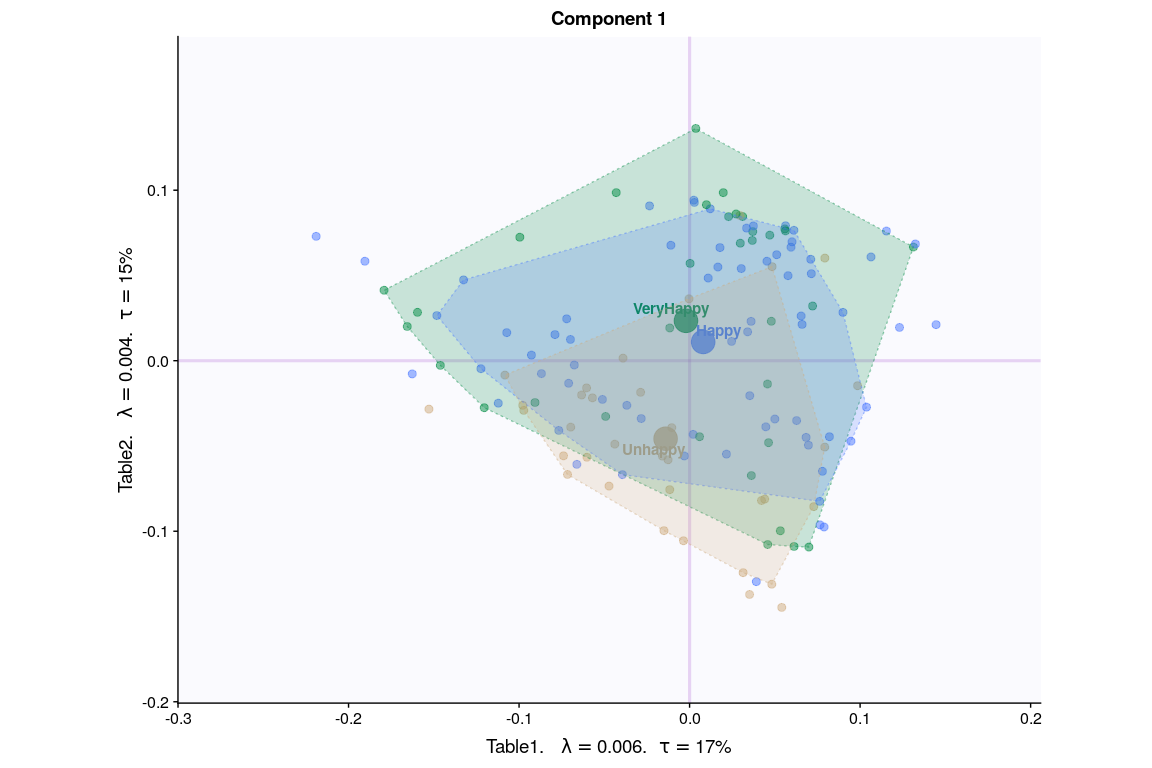 Component 1
Table2. λ = 0.004. τ = 15%
0.1
0.0
-0.1
-0.2
VeryHappy
Happy
Unhappy
-0.3
-0.2
-0.1
0.0
0.1
0.2
Table1. λ = 0.006. τ = 17%